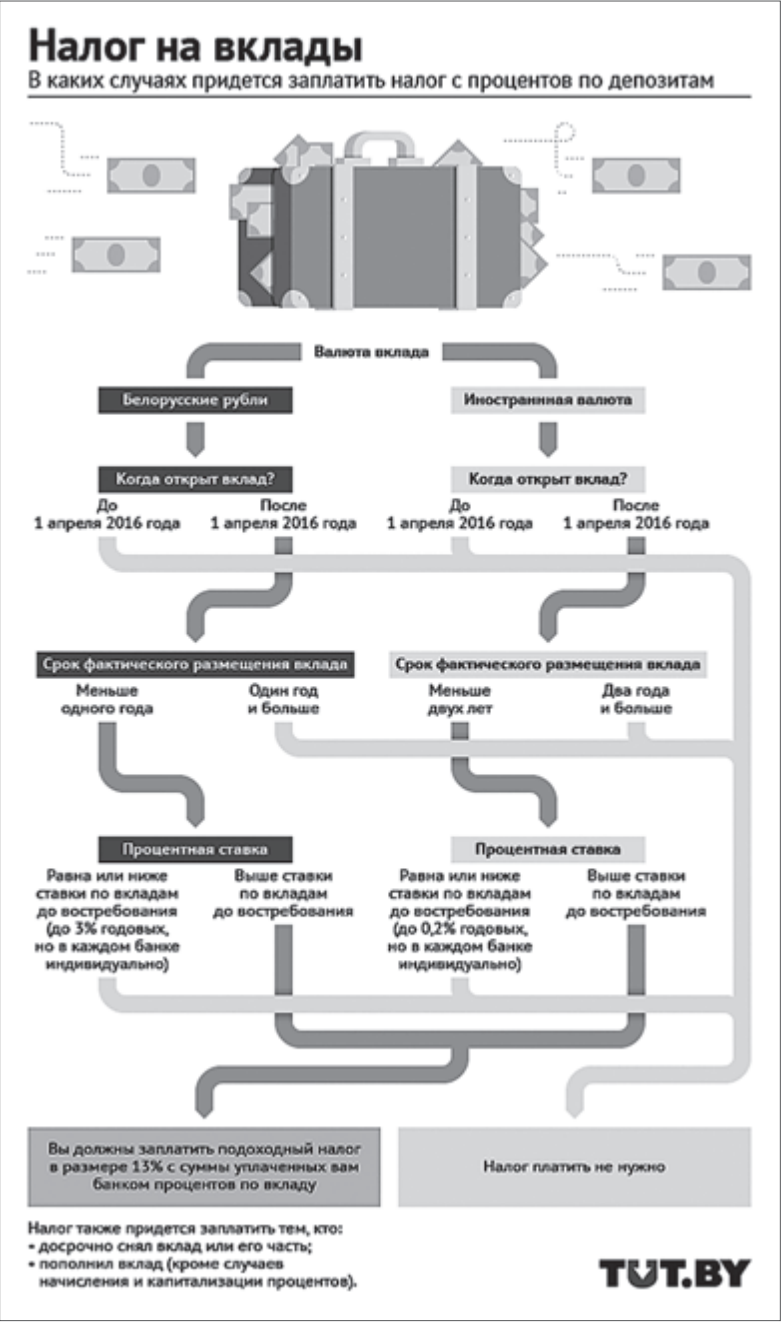 Налог на вклады
В каких случаях придется заплатить налог с процентов по депозитам
Валюта вклада
Белорусские рубли
Иностраннная валюта
Когда открыт вклад?
Когда открыт вклад?
До
1 апреля 2016 года
После
1 апреля 2016 года
До
1 апреля 2016 года
После
1 апреля 2016 года
Срок фактического размещения вклада
Срок фактического размещения вклада
Меньше
одного года
Один год
и больше
Меньше
двух лет
Два года
и больше
Процентная ставка
Процентная ставка
Равна или ниже
ставки по вкладам
до востребования
(до 3% годовых,
но в каждом банке
индивидуально)
Выше ставки
по вкладам
до востребования
Равна или ниже
ставки по вкладам
до востребования
(до 0,2% годовых,
но в каждом банке
индивидуально)
Выше ставки
по вкладам
до востребования
Вы должны заплатить подоходный налог
в размере 13% с суммы уплаченных вам
банком процентов по вкладу
Налог платить не нужно
Налог также придется заплатить тем, кто:
• досрочно снял вклад или его часть;
• пополнил вклад (кроме случаев
начисления и капитализации процентов).
TUT.BY